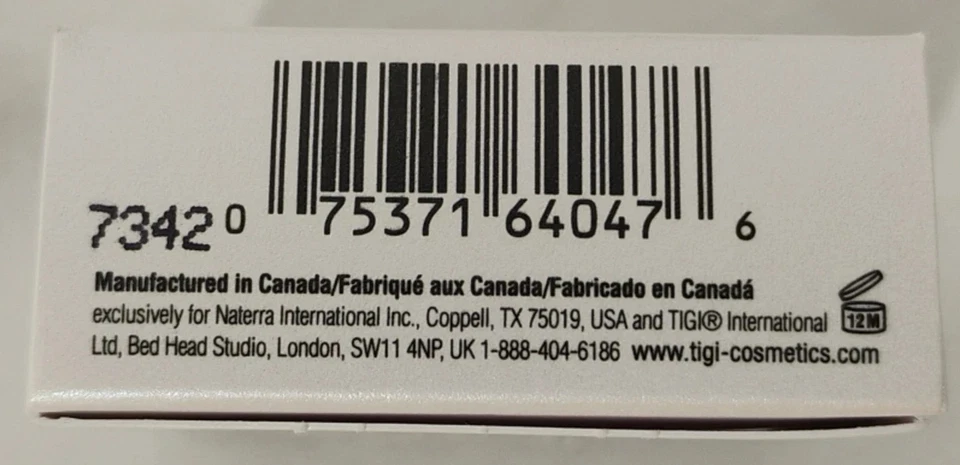 7342
0 75371 64047 6
Manufactured in Canada/Fabriqué aux Canada/Fabricado en Canadá
exclusively for Naterra International Inc., Coppell, TX 75019, USA and TIGI® International
Ltd, Bed Head Studio, London, SW11 4NP, UK 1-888-404-6186 www.tigi-cosmetics.com
12M